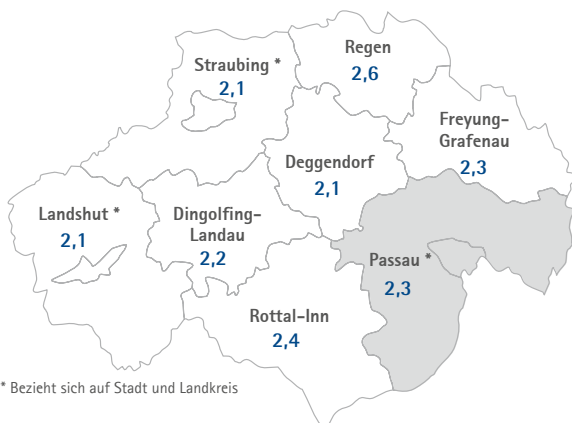 Regen
2,6
Straubing *
2,1
Freyung-
Grafenau
2,3
Deggendorf
2,1
Landshut *
2,1
Dingolfing-
Landau
2,2
Passau *
2,3
Rottal-Inn
2,4
* Bezieht sich auf Stadt und Landkreis